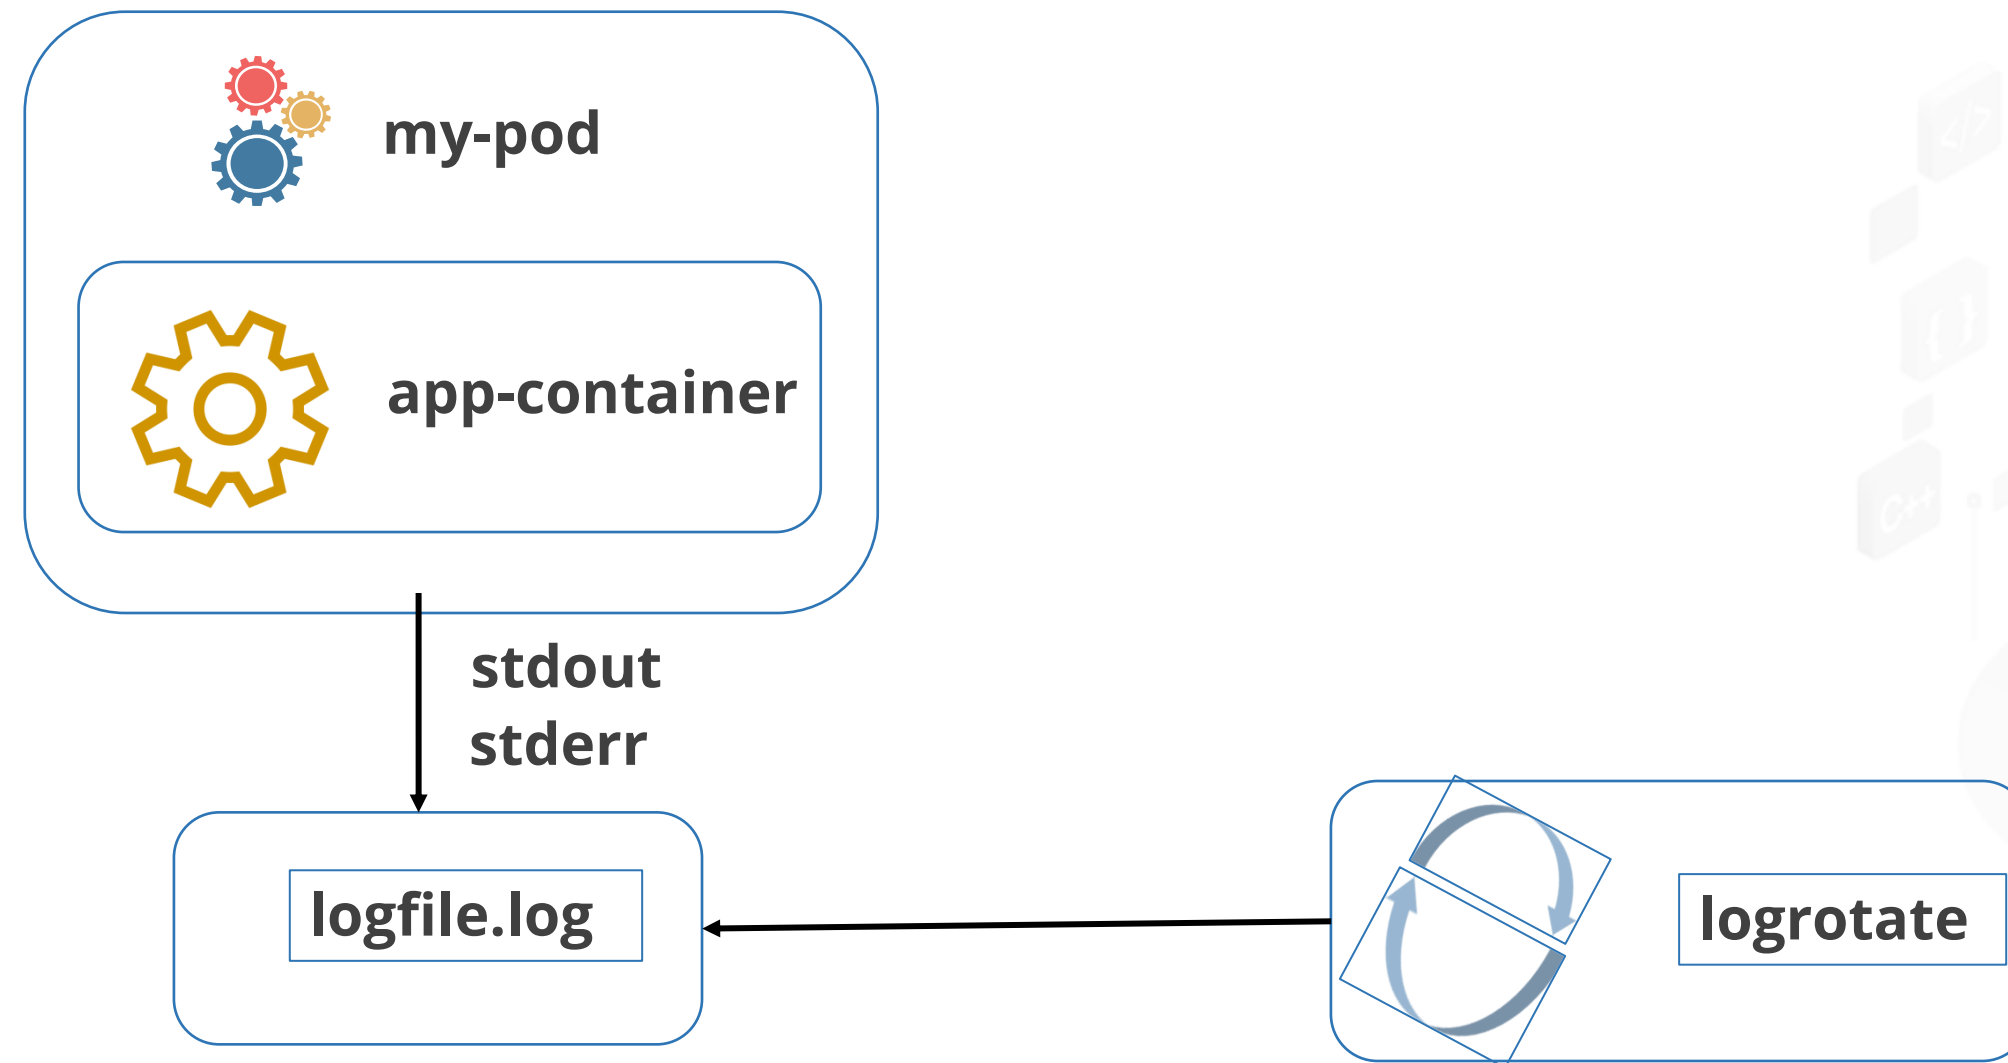 my-pod
app-container
stdout
stderr
logfile.log
logrotate
</>
{ }
C++